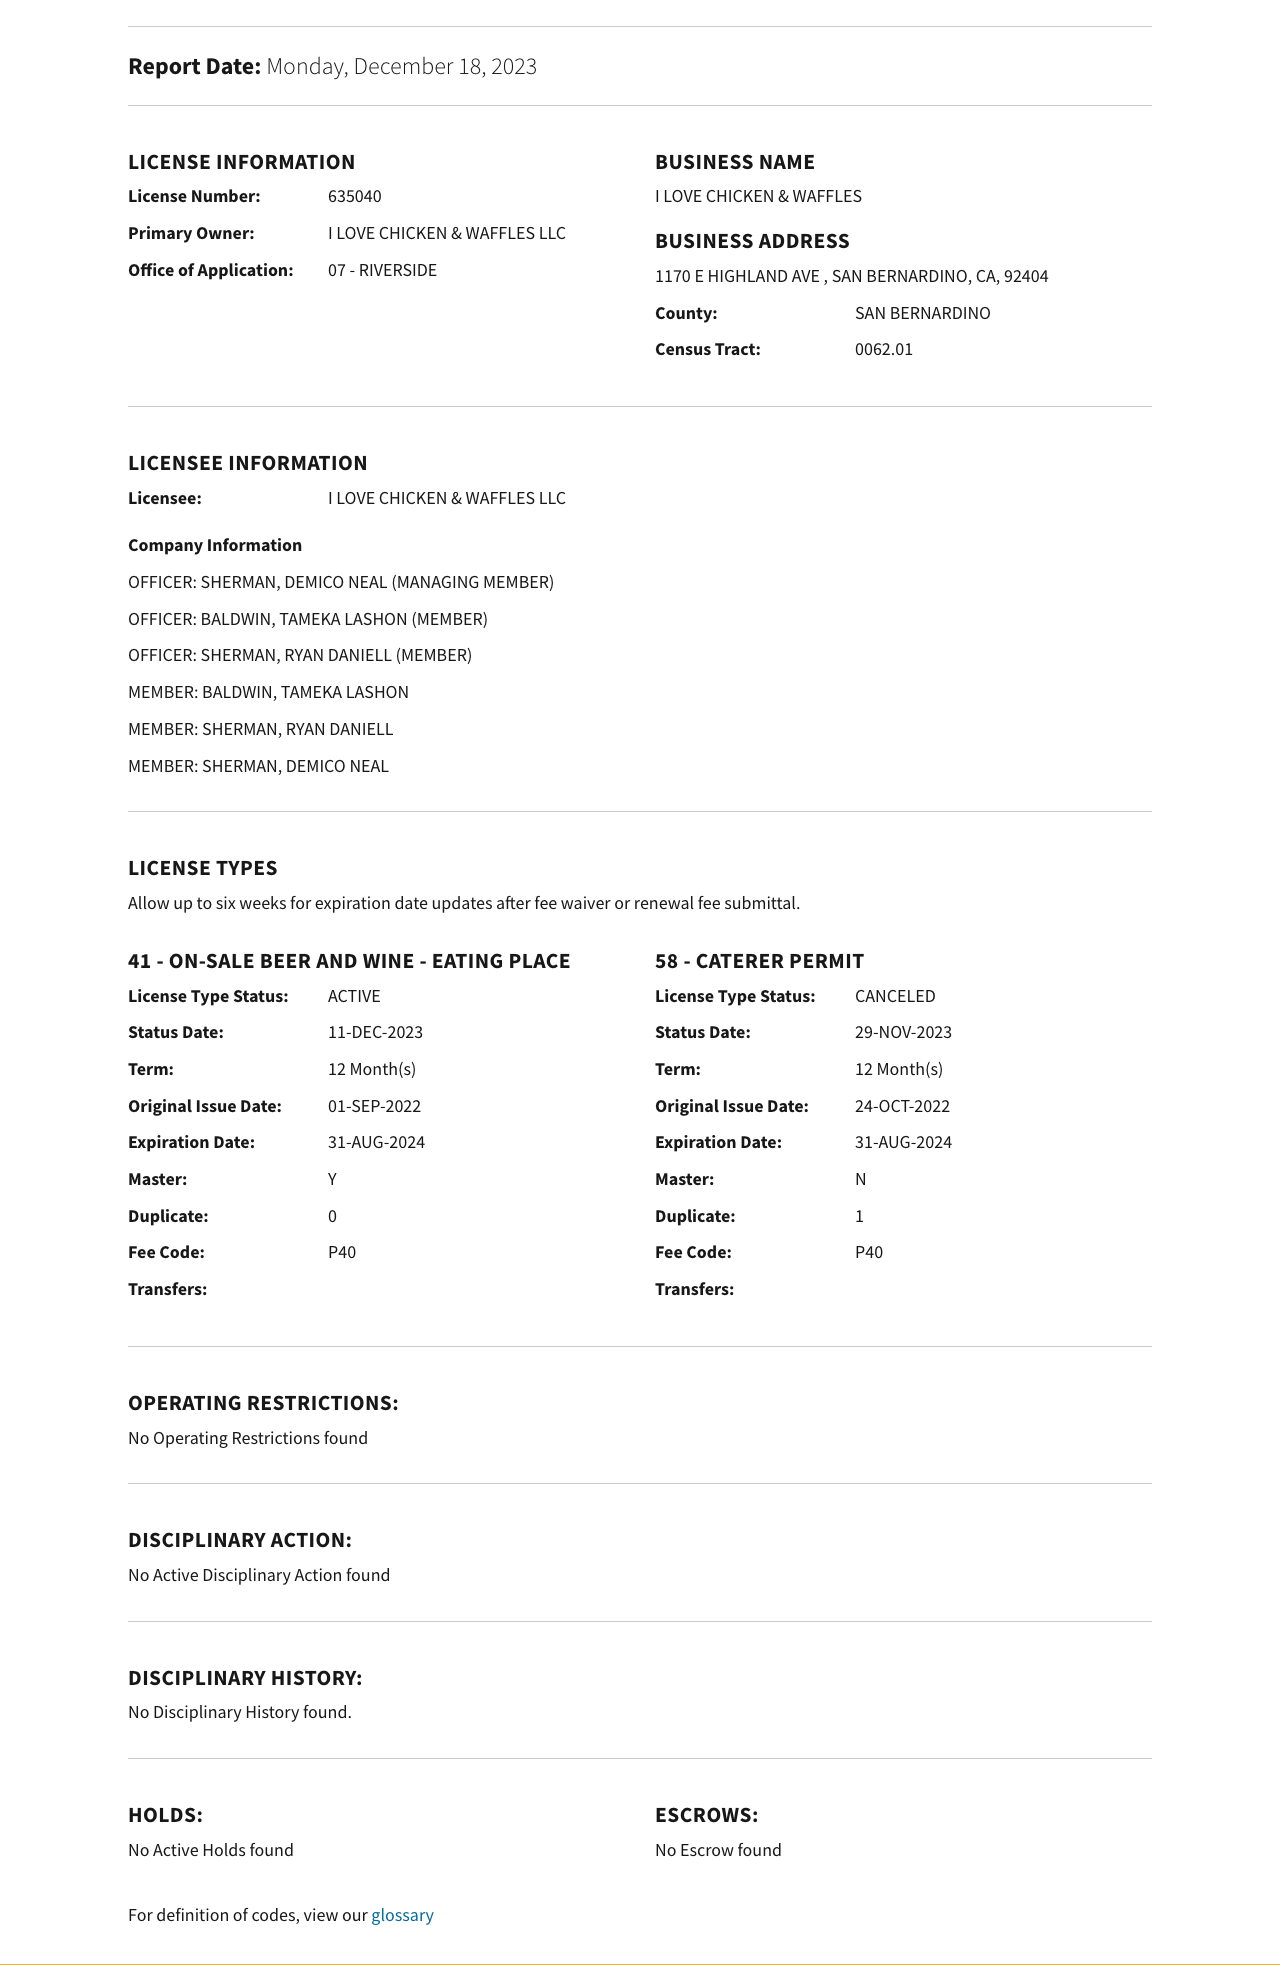 Report Date: Monday, December 18, 2023
LICENSE INFORMATION
License Number: 635040
Primary Owner: I LOVE CHICKEN & WAFFLES LLC
Office of Application: 07 - RIVERSIDE
BUSINESS NAME
I LOVE CHICKEN & WAFFLES
BUSINESS ADDRESS
1170 E HIGHLAND AVE , SAN BERNARDINO, CA, 92404
County: SAN BERNARDINO
Census Tract: 0062.01
LICENSEE INFORMATION
Licensee: I LOVE CHICKEN & WAFFLES LLC
Company Information
OFFICER: SHERMAN, DEMICO NEAL (MANAGING MEMBER)
OFFICER: BALDWIN, TAMEKA LASHON (MEMBER)
OFFICER: SHERMAN, RYAN DANIELL (MEMBER)
MEMBER: BALDWIN, TAMEKA LASHON
MEMBER: SHERMAN, RYAN DANIELL
MEMBER: SHERMAN, DEMICO NEAL
LICENSE TYPES
Allow up to six weeks for expiration date updates after fee waiver or renewal fee submittal.
41 - ON-SALE BEER AND WINE - EATING PLACE
License Type Status: ACTIVE
Status Date: 11-DEC-2023
Term: 12 Month(s)
Original Issue Date: 01-SEP-2022
Expiration Date: 31-AUG-2024
Master: Y
Duplicate: 0
Fee Code: P40
Transfers:
58 - CATERER PERMIT
License Type Status: CANCELED
Status Date: 29-NOV-2023
Term: 12 Month(s)
Original Issue Date: 24-OCT-2022
Expiration Date: 31-AUG-2024
Master: N
Duplicate: 1
Fee Code: P40
Transfers:
OPERATING RESTRICTIONS:
No Operating Restrictions found
DISCIPLINARY ACTION:
No Active Disciplinary Action found
DISCIPLINARY HISTORY:
No Disciplinary History found.
HOLDS:
No Active Holds found
ESCROWS:
No Escrow found
For definition of codes, view our glossary